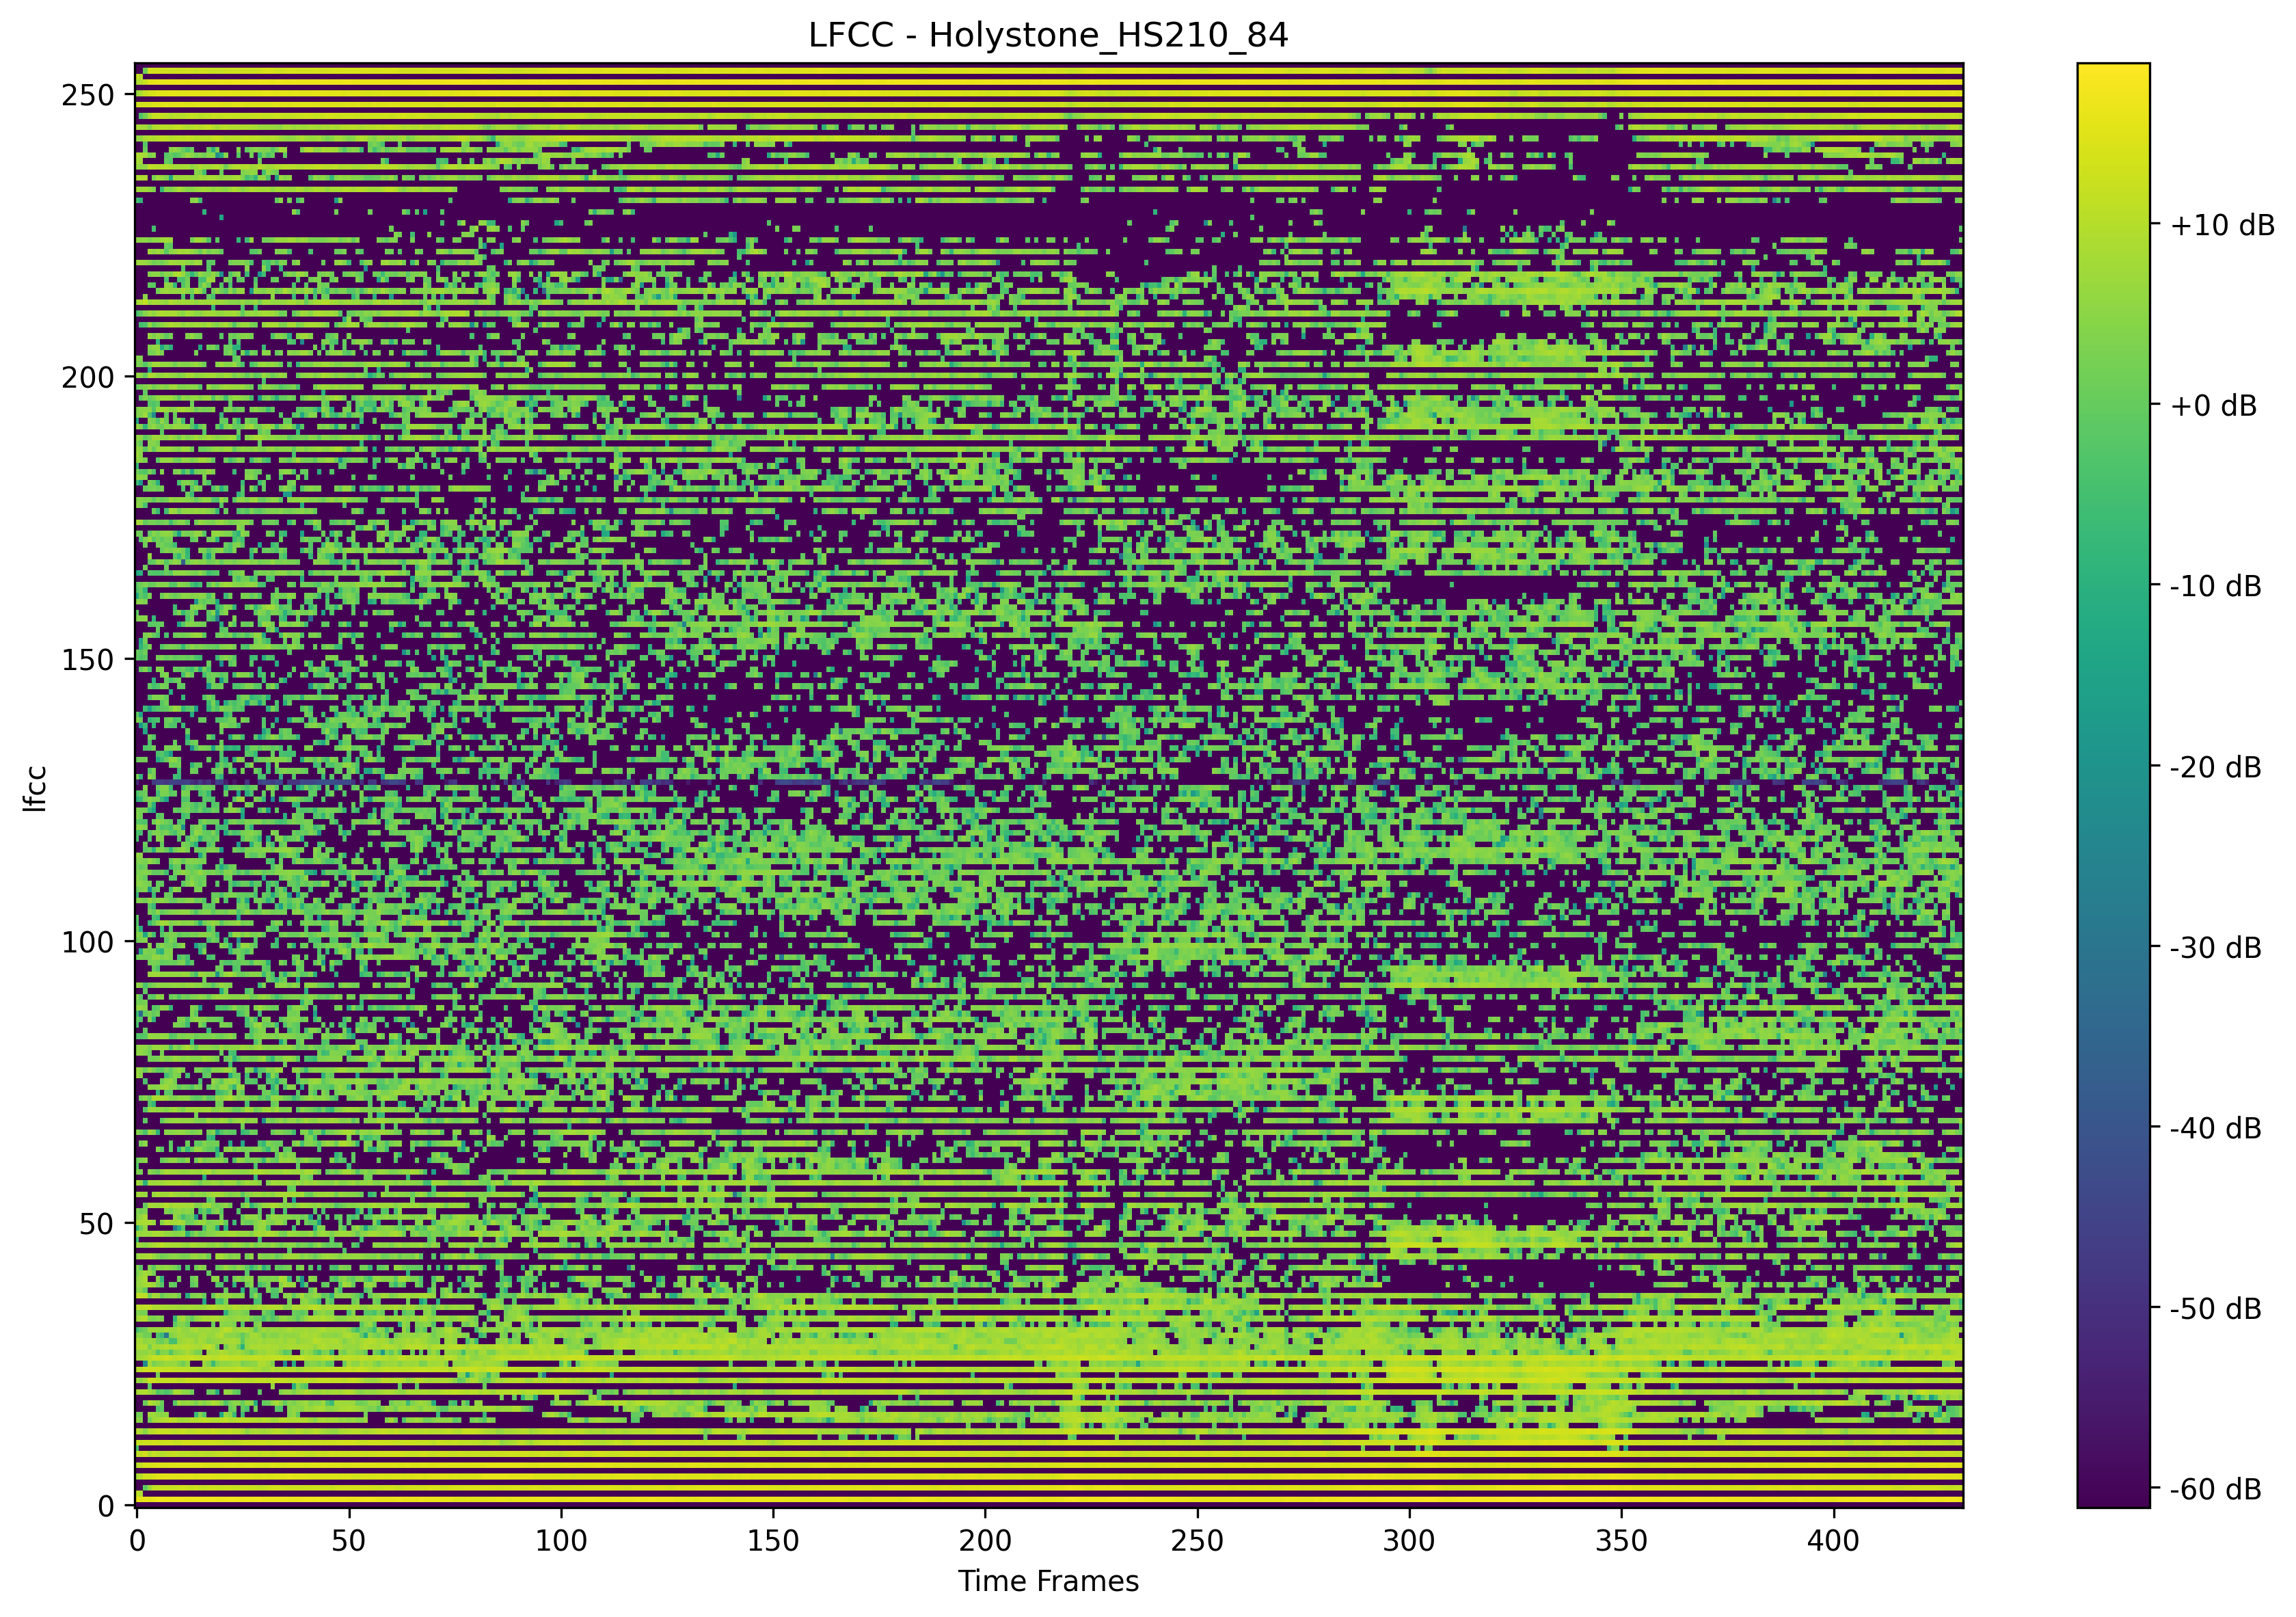 LFCC - Holystone_HS210_84
250
200
150
100
50
0
lfcc
0 50 100 150 200 250 300 350 400
Time Frames
+10 dB
+0 dB
-10 dB
-20 dB
-30 dB
-40 dB
-50 dB
-60 dB